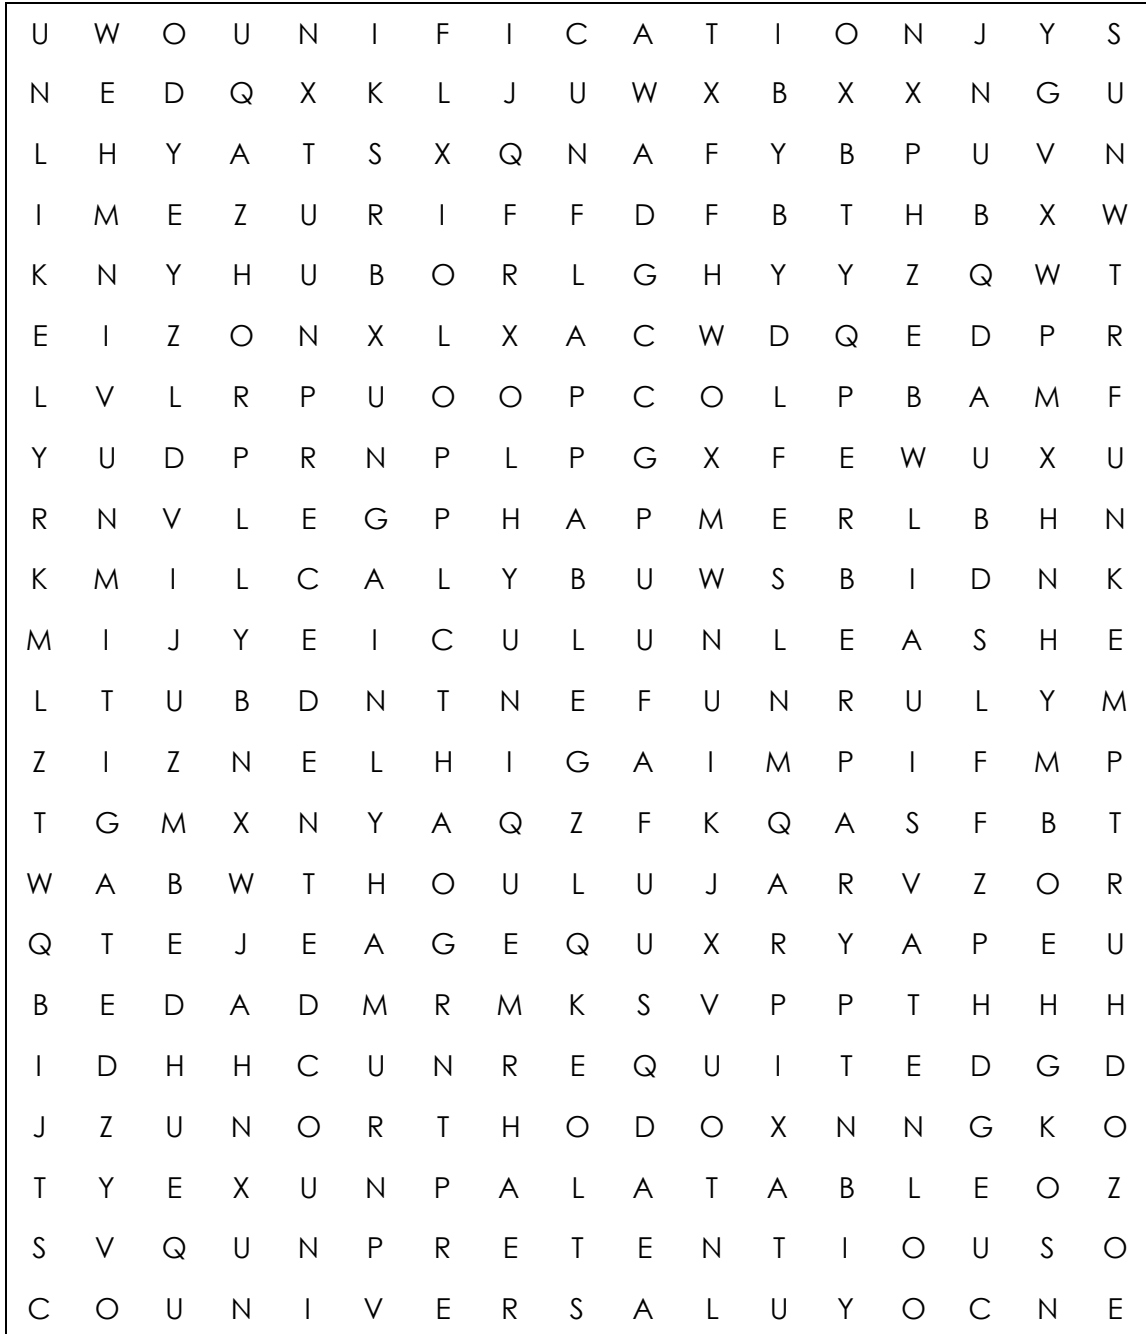 U W O U N I F I C A T I O N J Y S
N E D Q X K L J U W X B X X N G U
L H Y A T S X Q N A F Y B P U V N
I M E Z U R I F F D F B T H B X W
K N Y H U B O R L G H Y Y Z Q W T
E I Z O N X L X A C W D Q E D P R
L V L R P U O O P C O L P B A M F
Y U D P R N P L P G X F E W U X U
R N V L E G P H A P M E R L B H N
K M I L C A L Y B U W S B I D N K
M I J Y E I C U L U N L E A S H E
L T U B D N T N E F U N R U L Y M
Z I Z N E L H I G A I M P I F M P
T G M X N Y A Q Z F K Q A S F B T
W A B W T H O U L U J A R V Z O R
Q T E J E A G E Q U X R Y A P E U
B E D A D M R M K S V P P T H H H
I D H H C U N R E Q U I T E D G D
J Z U N O R T H O D O X N N G K O
T Y E X U N P A L A T A B L E O Z
S V Q U N P R E T E N T I O U S O
C O U N I V E R S A L U Y O C N E